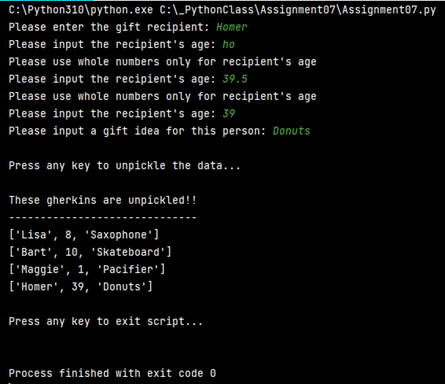 C:\Python310\python.exe C:\_PythonClass\Assignment07\Assignment07.py
Please enter the gift recipient: Homer
Please input the recipient's age: ho
Please use whole numbers only for recipient's age
Please input the recipient's age: 39.5
Please use whole numbers only for recipient's age
Please input the recipient's age: 39
Please input a gift idea for this person: Donuts
Press any key to unpickle the data...
These gherkins are unpickled!!
------------------------------
['Lisa', 8, 'Saxophone']
['Bart', 10, 'Skateboard']
['Maggie', 1, 'Pacifier']
['Homer', 39, 'Donuts']
Press any key to exit script...
Process finished with exit code 0